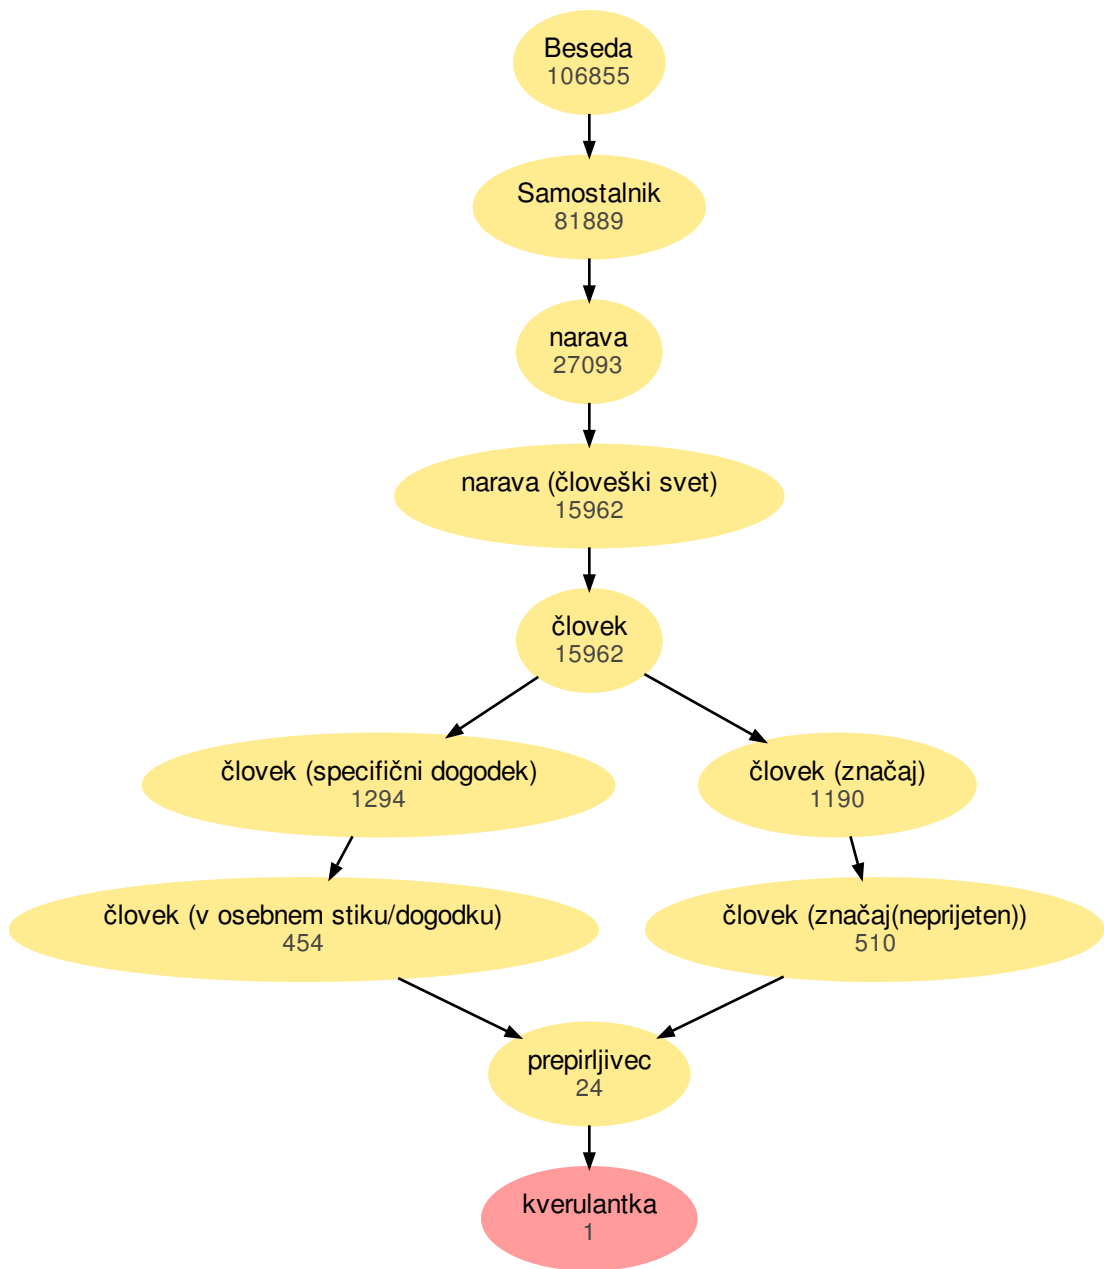 Beseda
106855
Samostalnik
81889
narava
27093
narava (človeški svet)
15962
človek
15962
človek (specifični dogodek)
1294
človek (značaj)
1190
človek (v osebnem stiku/dogodku)
454
človek (značaj(neprijeten))
510
prepirljivec
24
kverulantka
1